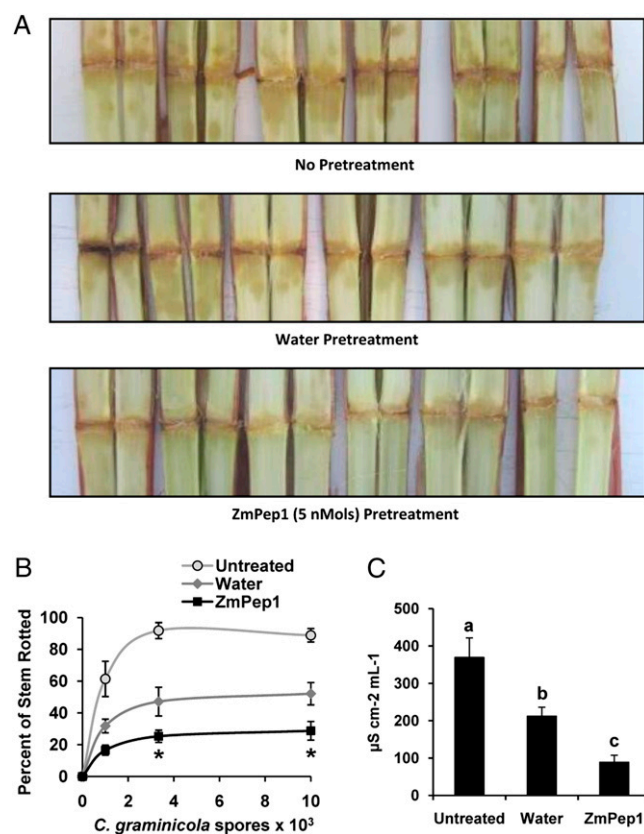 A
No Pretreatment
Water Pretreatment
ZmPep1 (5 nMols) Pretreatment
B
Untreated
Water
ZmPep1
Percent of Stem Rotted
100
80
60
40
20
0
*
*
0 2 4 6 8 10
C. graminicola spores x 10³
C
µS cm-2 mL-1
500
400
300
200
100
0
a
b
c
Untreated Water ZmPep1